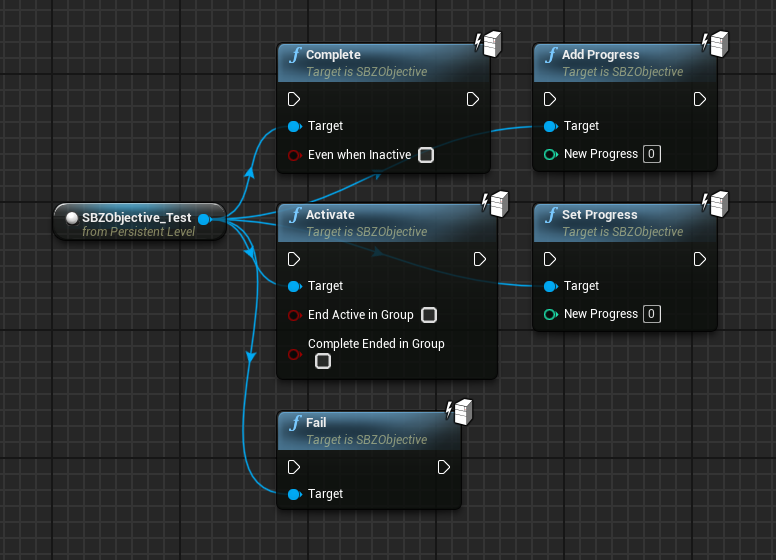 Complete
Target is SBZObjective
Target
Even when Inactive
Add Progress
Target is SBZObjective
Target
New Progress 0
SBZObjective_Test
from Persistent Level
Activate
Target is SBZObjective
Target
End Active in Group
Complete Ended in Group
Set Progress
Target is SBZObjective
Target
New Progress 0
Fail
Target is SBZObjective
Target